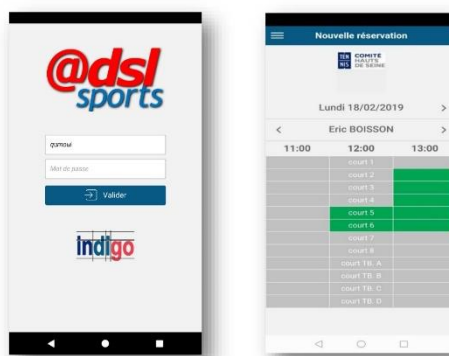 @dsl
sports
Mot de passe
Valider
indigo
Nouvelle réservation
TEN
NIS
COMITÉ
HAUTS
DE SEINE
Lundi 18/02/2019 >
< Eric BOISSON >
11:00 12:00 13:00
court 1
court 2
court 3
court 4
court 5
court 6
court 7
court 8
court TB. A
court TB. B
court TB. C
court TB. D